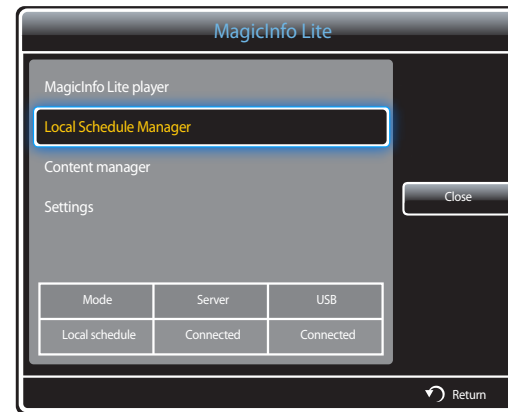 MagicInfo Lite
MagicInfo Lite player
Local Schedule Manager
Content manager
Settings
Close
Mode Server USB
Local schedule Connected Connected
Return